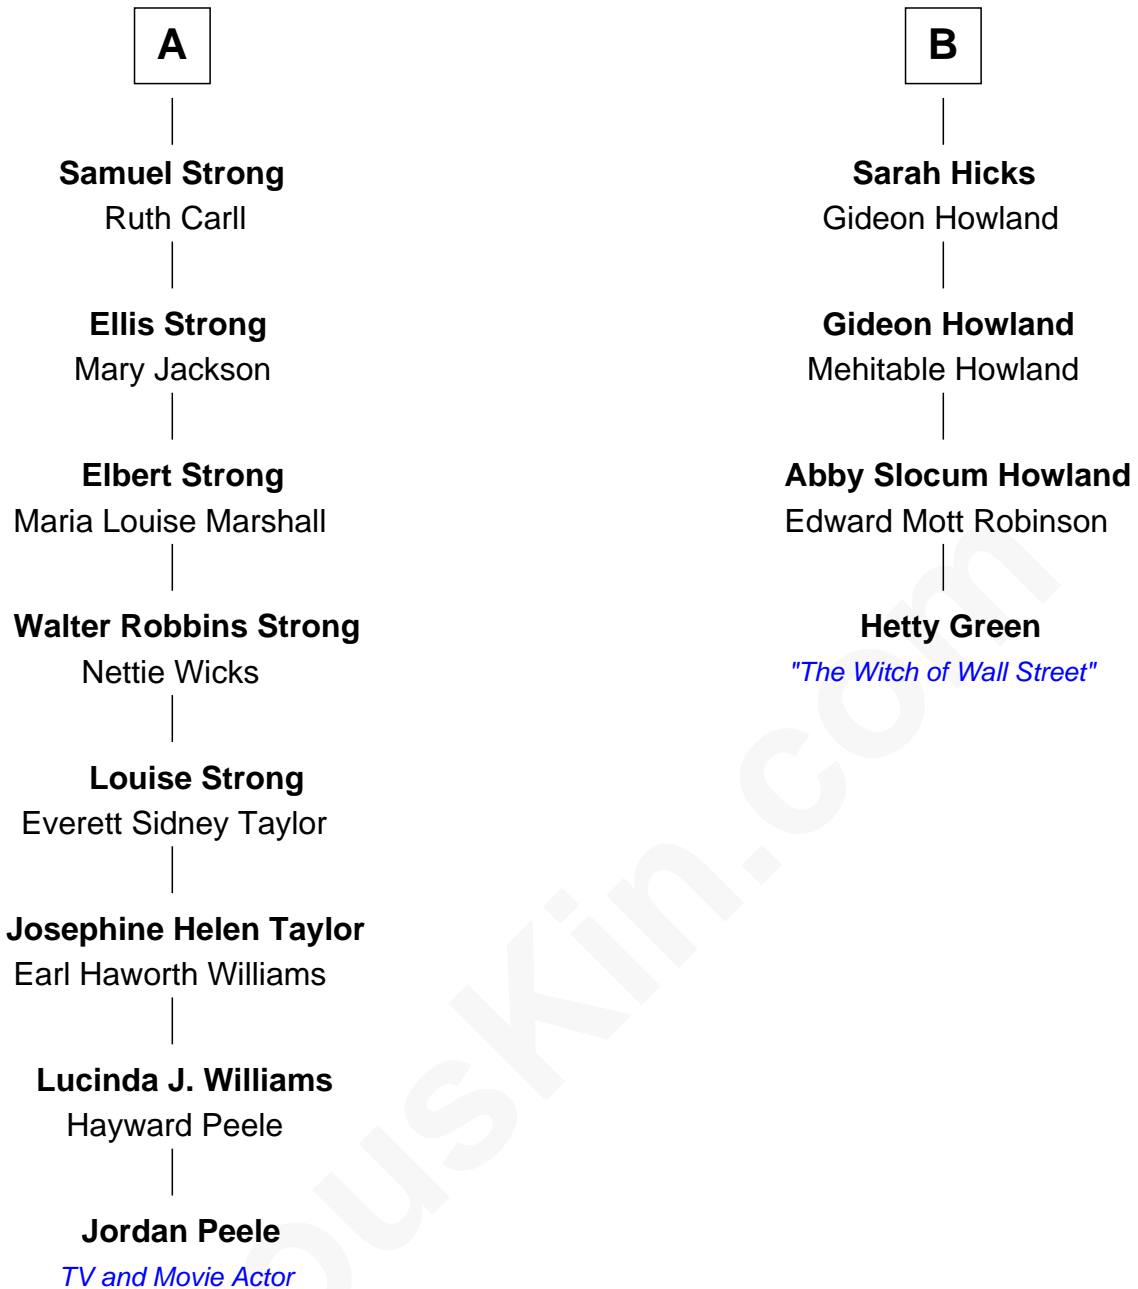 A
Samuel Strong
Ruth Carll
Ellis Strong
Mary Jackson
Elbert Strong
Maria Louise Marshall
Walter Robbins Strong
Nettie Wicks
Louise Strong
Everett Sidney Taylor
Josephine Helen Taylor
Earl Haworth Williams
Lucinda J. Williams
Hayward Peele
Jordan Peele
TV and Movie Actor
B
Sarah Hicks
Gideon Howland
Gideon Howland
Mehitable Howland
Abby Slocum Howland
Edward Mott Robinson
Hetty Green
"The Witch of Wall Street"
ousKin.com